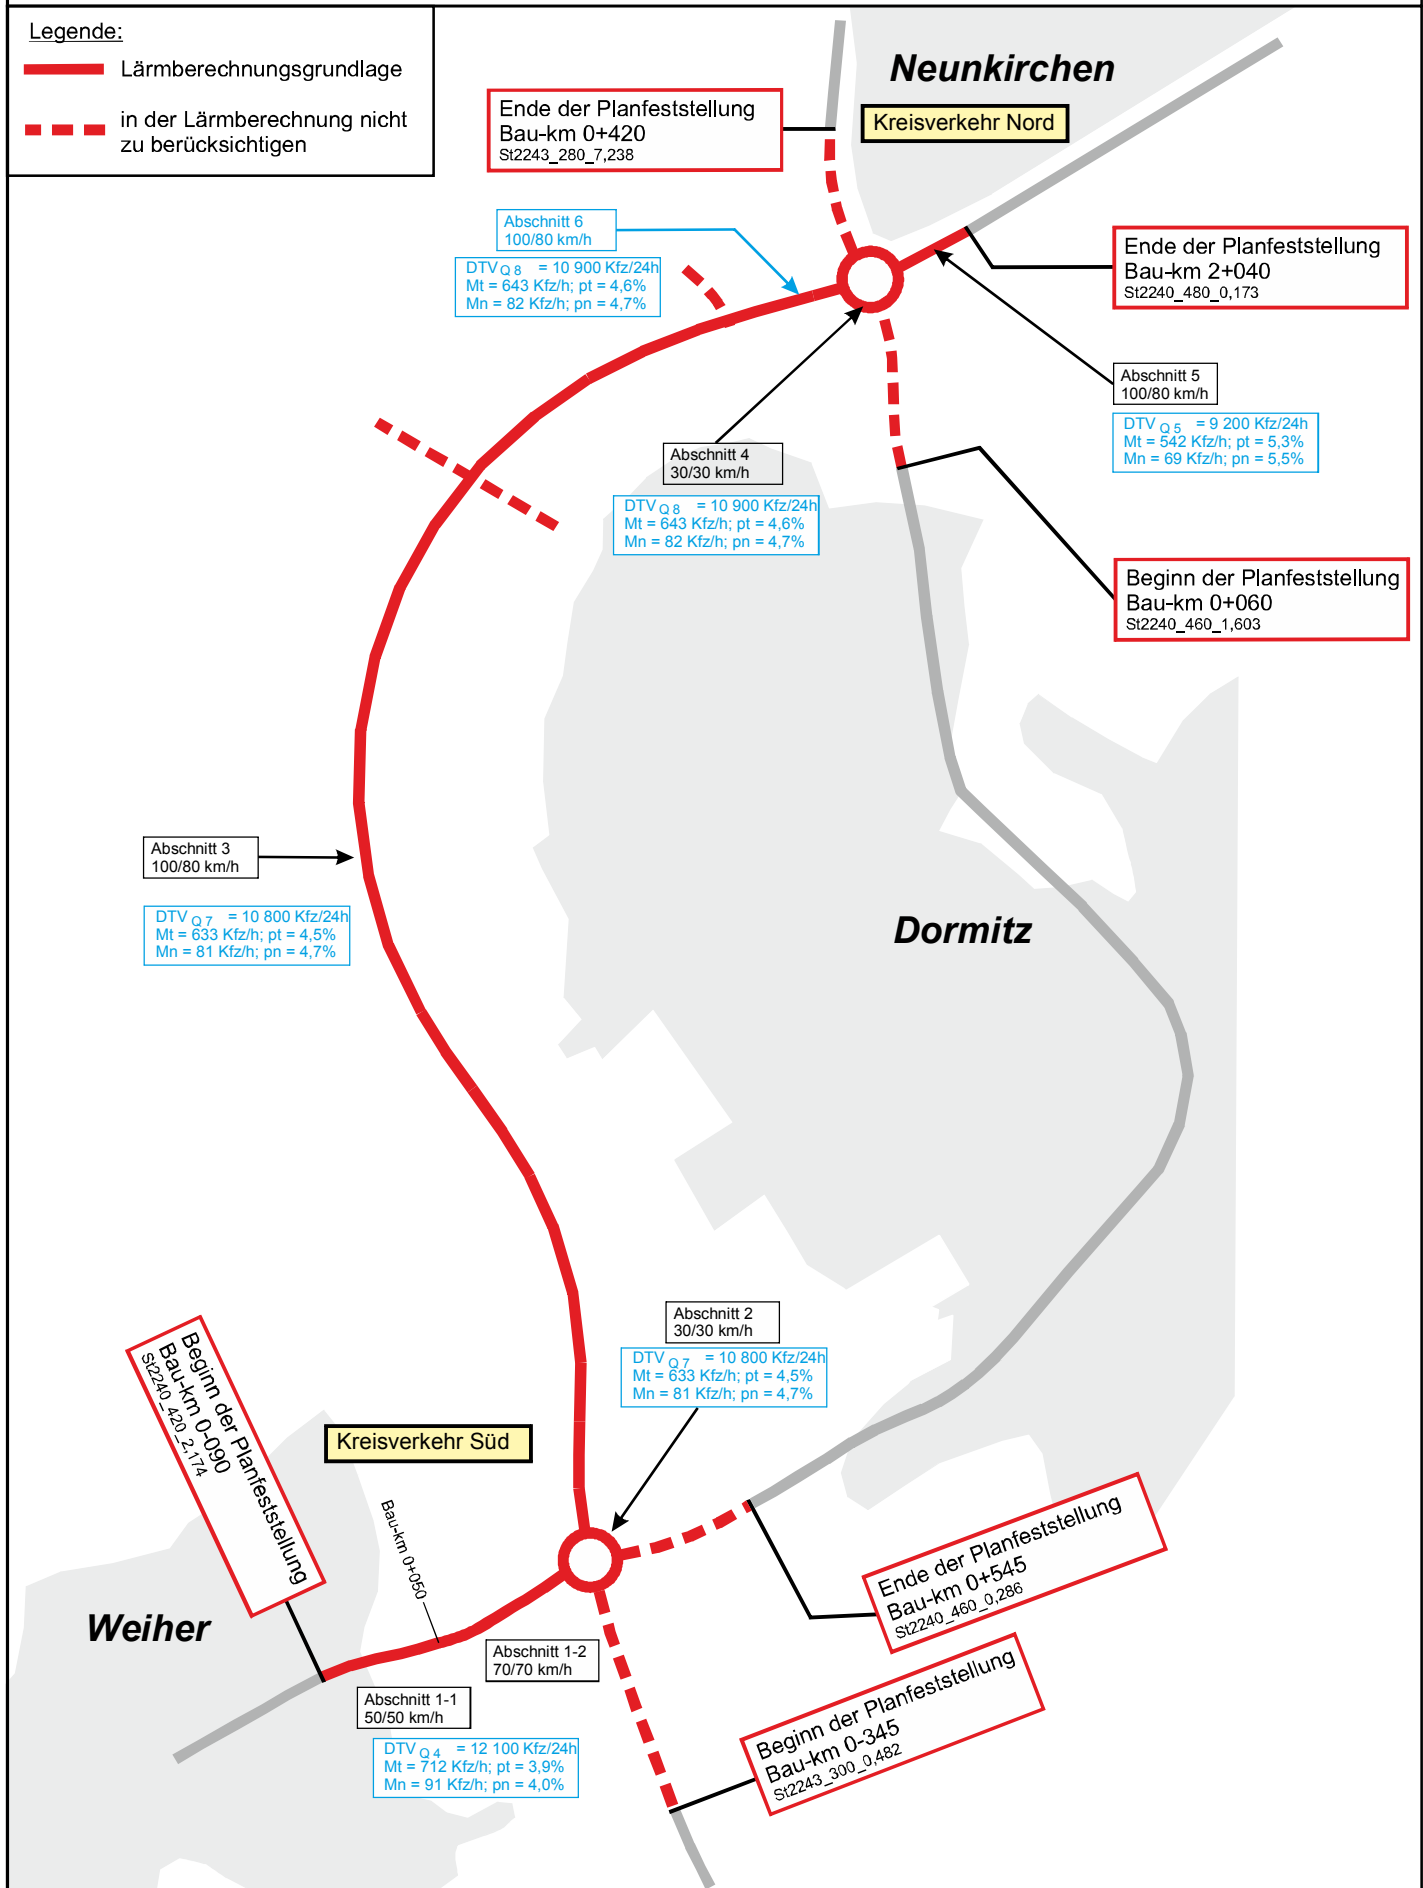 Legende:
Lärmberechnungsgrundlage
in der Lärmberechnung nicht
zu berücksichtigen
Neunkirchen
Kreisverkehr Nord
Ende der Planfeststellung
Bau-km 0+420
St2243_280_7,238
Abschnitt 6
100/80 km/h
DTV Q 8 = 10 900 Kfz/24h
Mt = 643 Kfz/h; pt = 4,6%
Mn = 82 Kfz/h; pn = 4,7%
Ende der Planfeststellung
Bau-km 2+040
St2240_480_0,173
Abschnitt 5
100/80 km/h
DTV Q 5 = 9 200 Kfz/24h
Mt = 542 Kfz/h; pt = 5,3%
Mn = 69 Kfz/h; pn = 5,5%
Abschnitt 4
30/30 km/h
DTV Q 8 = 10 900 Kfz/24h
Mt = 643 Kfz/h; pt = 4,6%
Mn = 82 Kfz/h; pn = 4,7%
Beginn der Planfeststellung
Bau-km 0+060
St2240_460_1,603
Abschnitt 3
100/80 km/h
DTV Q 7 = 10 800 Kfz/24h
Mt = 633 Kfz/h; pt = 4,5%
Mn = 81 Kfz/h; pn = 4,7%
Dormitz
Abschnitt 2
30/30 km/h
DTV Q 7 = 10 800 Kfz/24h
Mt = 633 Kfz/h; pt = 4,5%
Mn = 81 Kfz/h; pn = 4,7%
Beginn der Planfeststellung
Bau-km 0-090
St2240_420_2,174
Kreisverkehr Süd
Bau-km 0+050
Weiher
Ende der Planfeststellung
Bau-km 0+545
St2240_460_0,286
Abschnitt 1-2
70/70 km/h
Abschnitt 1-1
50/50 km/h
DTV Q 4 = 12 100 Kfz/24h
Mt = 712 Kfz/h; pt = 3,9%
Mn = 91 Kfz/h; pn = 4,0%
Beginn der Planfeststellung
Bau-km 0-345
St2243_300_0,482